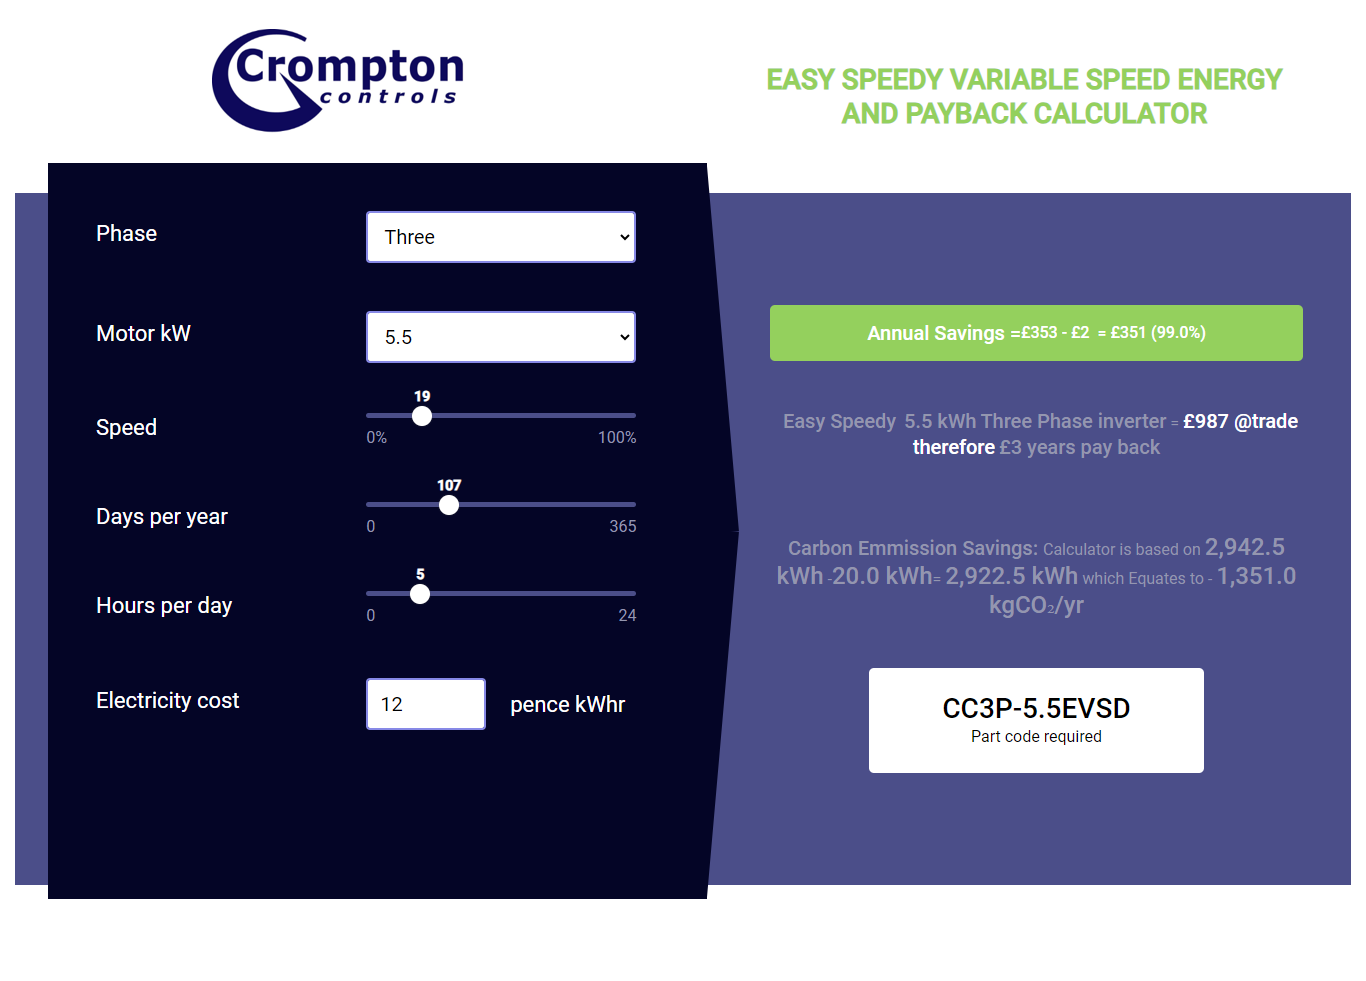 Crompton
controls
EASY SPEEDY VARIABLE SPEED ENERGY
AND PAYBACK CALCULATOR
Phase
Three
Motor kW
5.5
Speed
19
0% 100%
Days per year
107
0 365
Hours per day
5
0 24
Electricity cost
12
pence kWhr
Annual Savings =£353 - £2 = £351 (99.0%)
Easy Speedy 5.5 kWh Three Phase inverter = £987 @trade
therefore £3 years pay back
Carbon Emmission Savings: Calculator is based on 2,942.5
kWh -20.0 kWh= 2,922.5 kWh which Equates to - 1,351.0
kgCO₂/yr
CC3P-5.5EVSD
Part code required